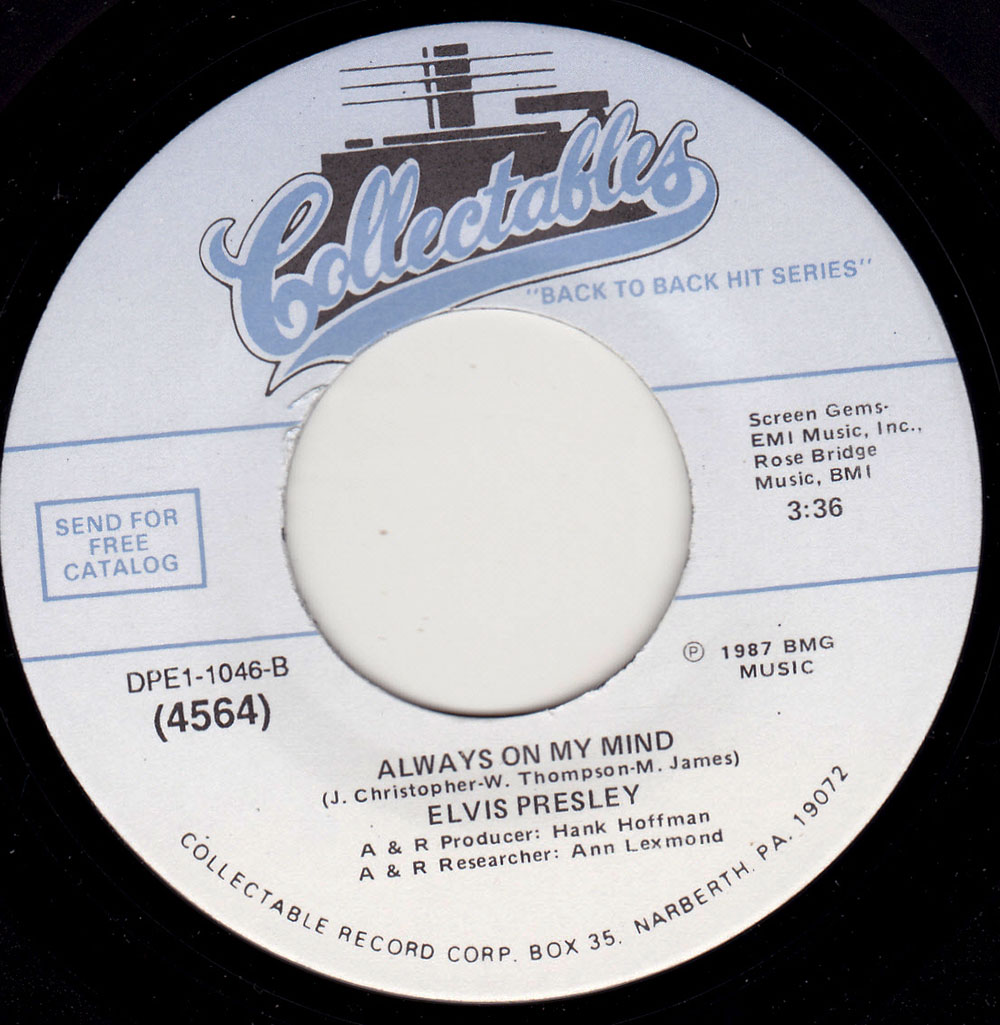 Collectables
"BACK TO BACK HIT SERIES"
Screen Gems-
EMI Music, Inc.,
Rose Bridge
Music, BMI
3:36
SEND FOR
FREE
CATALOG
DPE1-1046-B
(4564)
Ⓟ 1987 BMG
MUSIC
ALWAYS ON MY MIND
(J. Christopher-W. Thompson-M. James)
ELVIS PRESLEY
A & R Producer: Hank Hoffman
A & R Researcher: Ann Lexmond
COLLECTABLE RECORD CORP. BOX 35. NARBERTH. PA. 19072